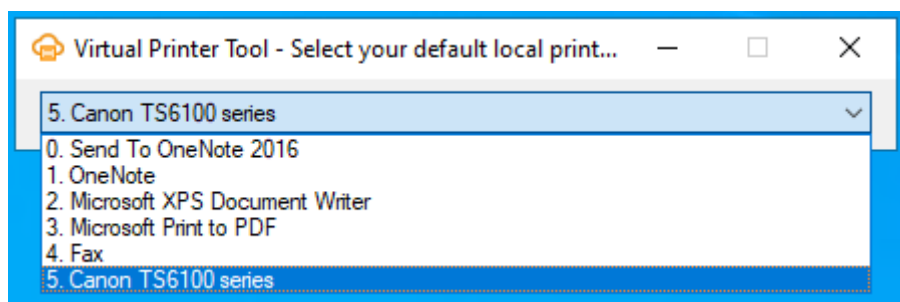 Virtual Printer Tool - Select your default local print...
5. Canon TS6100 series
0. Send To OneNote 2016
1. OneNote
2. Microsoft XPS Document Writer
3. Microsoft Print to PDF
4. Fax
5. Canon TS6100 series